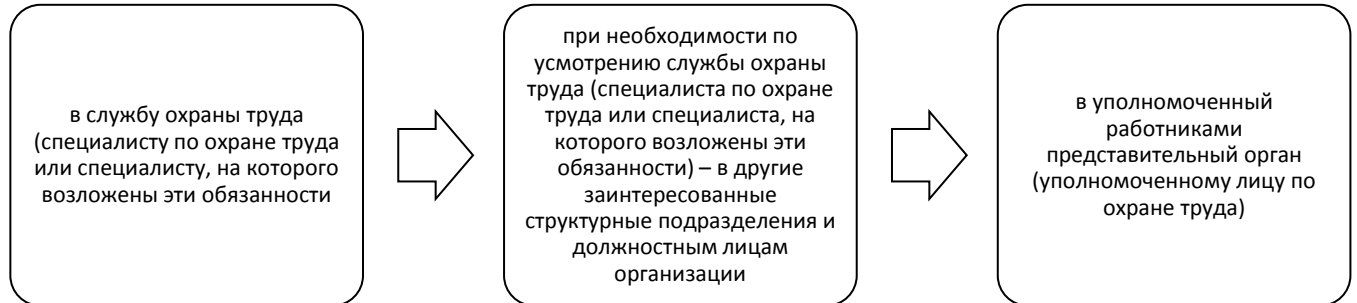 в службу охраны труда
(специалисту по охране труда
или специалисту, на которого
возложены эти обязанности
при необходимости по
усмотрению службы охраны
труда (специалиста по охране
труда или специалиста, на
которого возложены эти
обязанности) – в другие
заинтересованные
структурные подразделения и
должностным лицам
организации
в уполномоченный
работниками
представительный орган
(уполномоченному лицу по
охране труда)